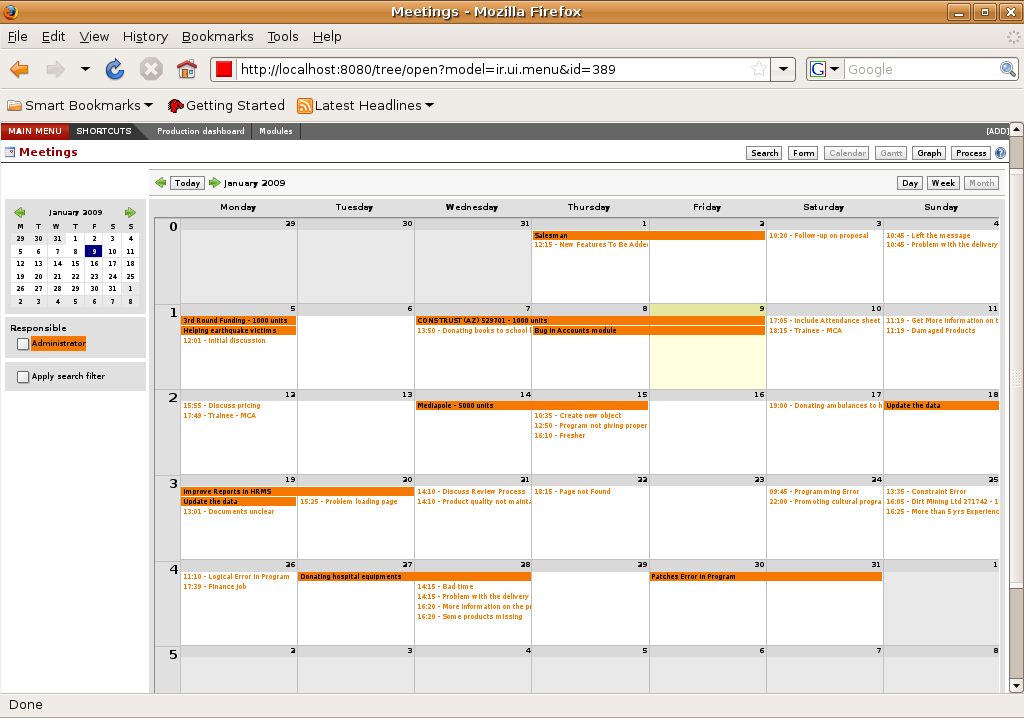 Meetings - Mozilla Firefox
File Edit View History Bookmarks Tools Help
http://localhost:8080/tree/open?model=ir.ui.menu&id=389
G Google
Smart Bookmarks Getting Started Latest Headlines
MAIN MENU SHORTCUTS Production dashboard Modules [ADD]
Meetings Search Form Calendar Gantt Graph Process ?
Today January 2009 Day Week Month
January 2009
M T W T F S S
29 30 31 1 2 3 4
5 6 7 8 9 10 11
12 13 14 15 16 17 18
19 20 21 22 23 24 25
26 27 28 29 30 31 1
2 3 4 5 6 7 8
Responsible
Administrator
Apply search filter
Monday Tuesday Wednesday Thursday Friday Saturday Sunday
0 29 30 31 1 2 3 4
Salesman 10:20 - Follow-up on proposal 10:45 - Left the message
12:15 - New Features To Be Added 10:45 - Problem with the delivery
1 5 6 7 8 9 10 11
3rd Round Funding - 1000 units CONSTRUST (AZ) 529701 - 1000 units 17:05 - Include Attendance sheet 11:19 - Get More Information on t
Helping earthquake victims 13:50 - Donating books to school l Bug in Accounts module 18:15 - Trainee - MCA 11:19 - Damaged Products
12:01 - Initial discussion
2 12 13 14 15 16 17 18
15:55 - Discuss pricing Mediapole - 5000 units 19:00 - Donating ambulances to h Update the data
17:49 - Trainee - MCA 10:35 - Create new object
12:50 - Program not giving proper
16:10 - Fresher
3 19 20 21 22 23 24 25
Improve Reports in HRMS 14:10 - Discuss Review Process 18:15 - Page not Found 09:45 - Programming Error 13:35 - Constraint Error
Update the data 15:25 - Problem loading page 14:10 - Product quality not mainta 22:00 - Promoting cultural progra 16:05 - Dirt Mining Ltd 271742 - 1
13:01 - Documents unclear 16:25 - More than 5 yrs Experienc
4 26 27 28 29 30 31 1
11:10 - Logical Error in Program Donating hospital equipments Patches Error in Program
17:39 - Finance Job 14:15 - Bad time
14:15 - Problem with the delivery
16:20 - More information on the pr
16:20 - Some products missing
5 2 3 4 5 6 7 8
Done